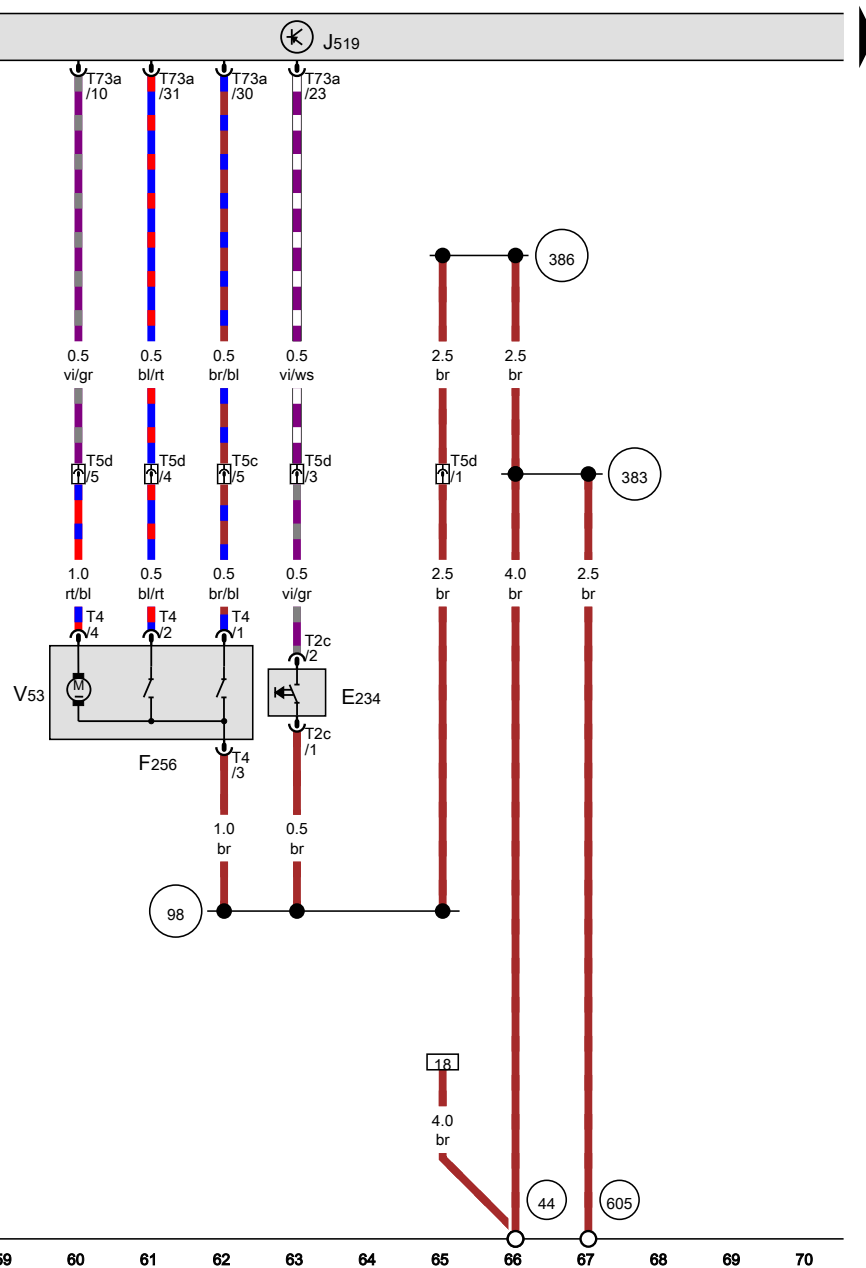 J519
T73a T73a T73a T73a
/10 /31 /30 /23
386
0.5 0.5 0.5 0.5 2.5 2.5
vi/gr bl/rt br/bl vi/ws br br
T5d T5d T5c T5d T5d
/5 /4 /5 /3 /1
383
1.0 0.5 0.5 0.5 2.5 4.0 2.5
rt/bl bl/rt br/bl vi/gr br br br
T4 T4 T4
/4 /2 /1
T2c
/2
M
V53
E234
T2c
/1
F256
T4
/3
1.0 0.5
br br
98
18
4.0
br
44 605
59 60 61 62 63 64 65 66 67 68 69 70